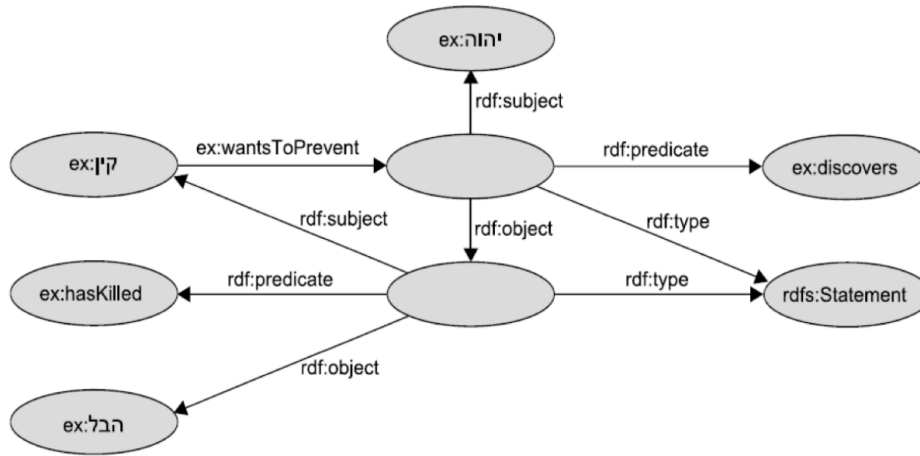 ex:יהוה
rdf:subject
ex:קין
ex:wantsToPrevent
rdf:predicate
ex:discovers
rdf:subject
rdf:object
rdf:type
ex:hasKilled
rdf:predicate
rdf:type
rdfs:Statement
rdf:object
ex:הבל